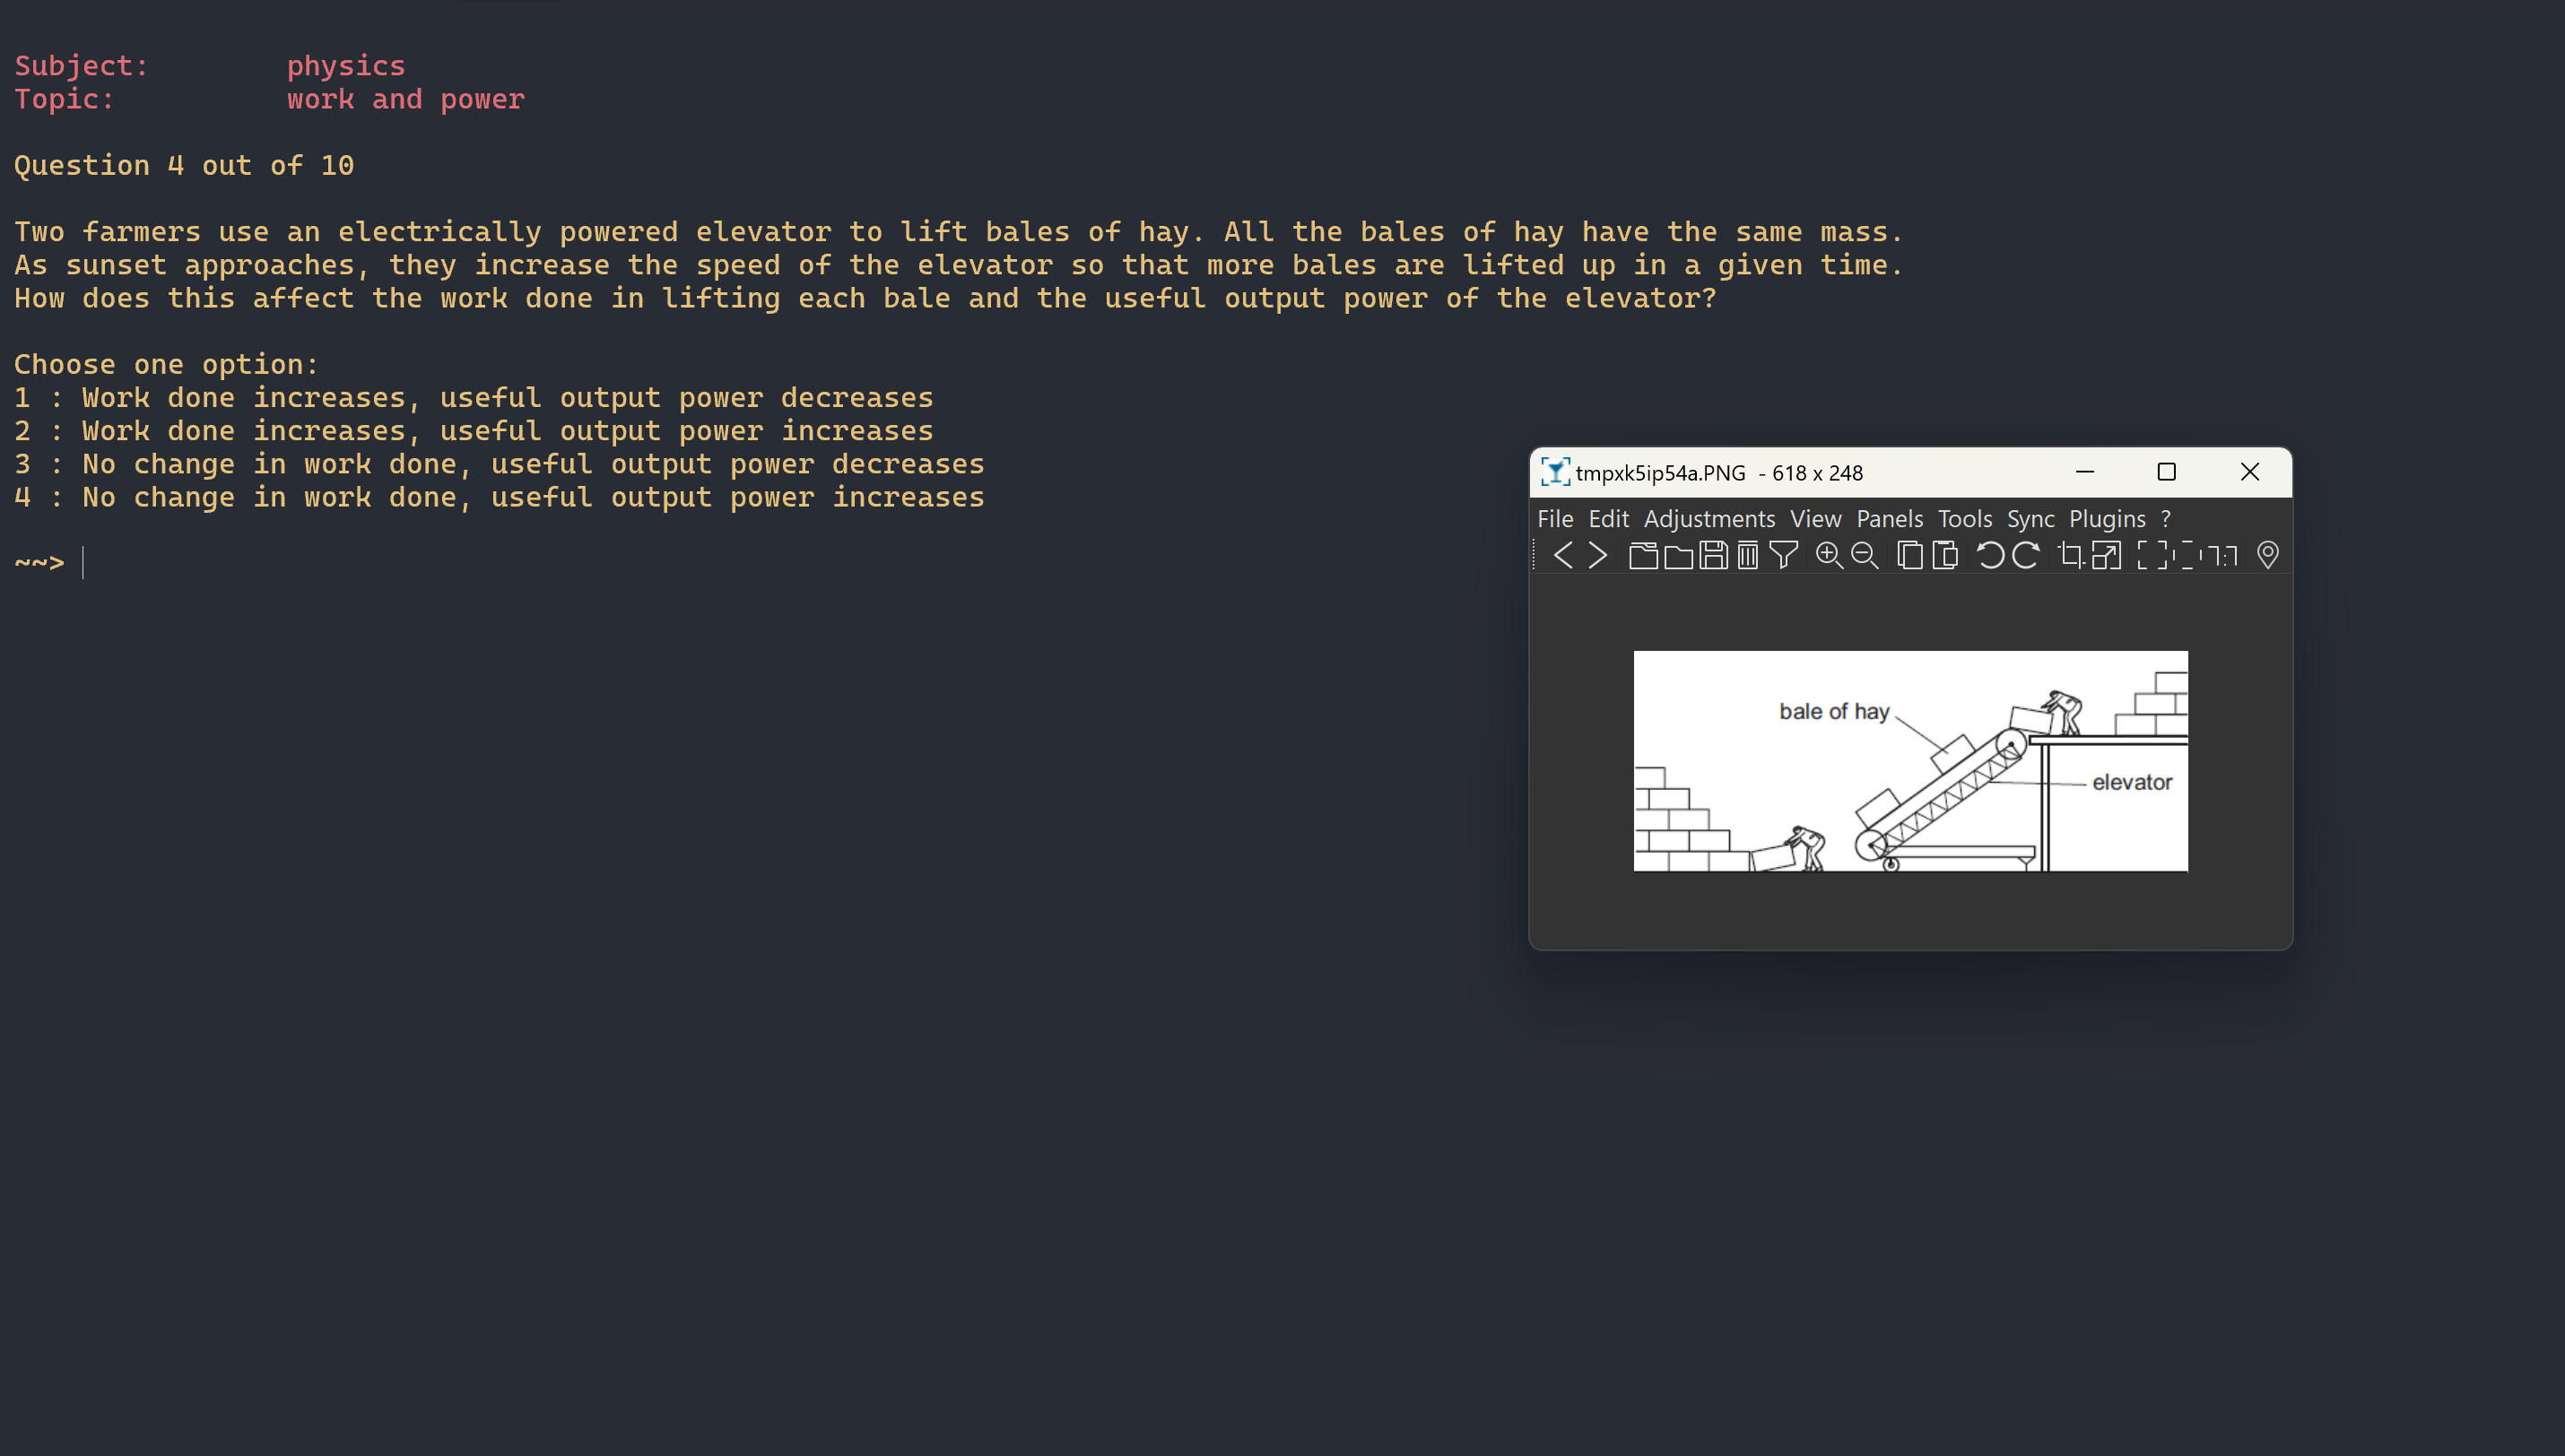 Subject:        physics
Topic:          work and power
Question 4 out of 10
Two farmers use an electrically powered elevator to lift bales of hay. All the bales of hay have the same mass.
As sunset approaches, they increase the speed of the elevator so that more bales are lifted up in a given time.
How does this affect the work done in lifting each bale and the useful output power of the elevator?
Choose one option:
1 : Work done increases, useful output power decreases
2 : Work done increases, useful output power increases
3 : No change in work done, useful output power decreases
4 : No change in work done, useful output power increases
~~>
tmpxk5ip54a.PNG - 618 x 248
File Edit Adjustments View Panels Tools Sync Plugins ?
1:1
bale of hay
elevator